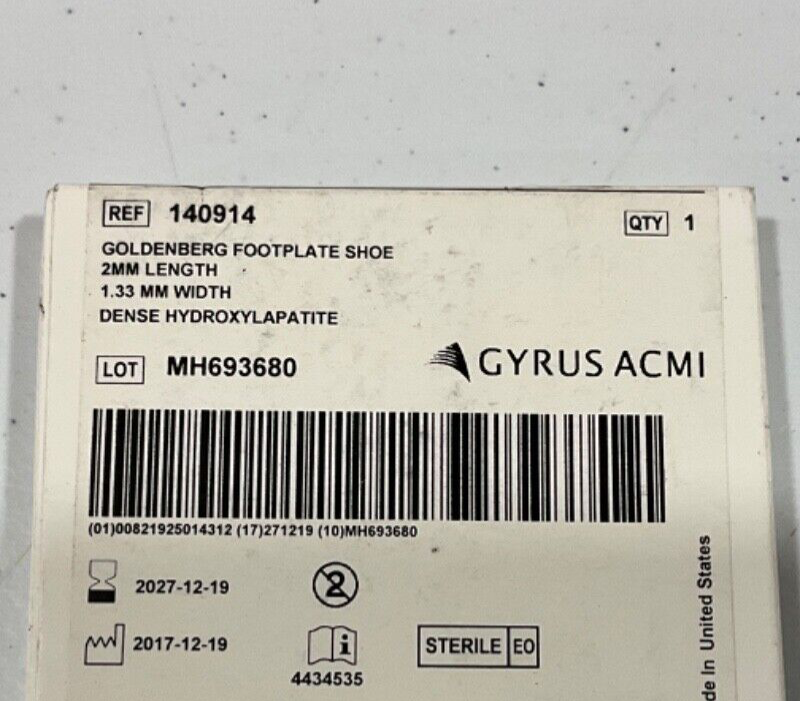 REF 140914
QTY 1
GOLDENBERG FOOTPLATE SHOE
2MM LENGTH
1.33 MM WIDTH
DENSE HYDROXYLAPATITE
LOT MH693680
GYRUS ACMI
(01)00821925014312 (17)271219 (10)MH693680
2027-12-19
2
2017-12-19
i
4434535
STERILE EO
de In United States